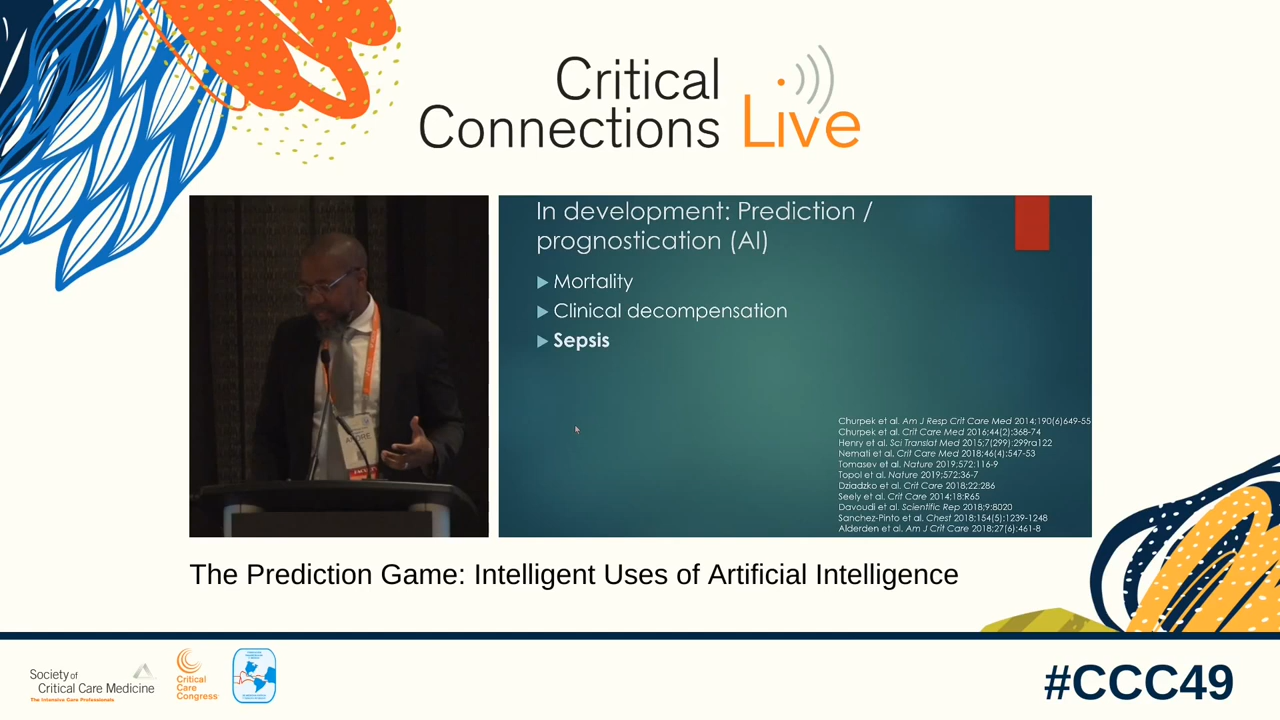 Critical
Connections Live
In development: Prediction /
prognostication (AI)
Mortality
Clinical decompensation
Sepsis
Churpek et al. Am J Resp Crit Care Med 2014;190(6)649-55
Churpek et al. Crit Care Med 2016;44(2):368-74
Henry et al. Sci Translat Med 2015;7(299):299ra122
Nemati et al. Crit Care Med 2018;46(4):547-53
Tomasev et al. Nature 2019;572:116-9
Topol et al. Nature 2019;572:36-7
Dziadzko et al. Crit Care 2018;22:286
Seely et al. Crit Care 2014;18:R65
Davoudi et al. Scientific Rep 2018;9:8020
Sanchez-Pinto et al. Chest 2018;154(5):1239-1248
Alderden et al. Am J Crit Care 2018;27(6):461-8
ANDRE
The Prediction Game: Intelligent Uses of Artificial Intelligence
Society of
Critical Care Medicine
The Intensive Care Professionals
Critical
Care
Congress
#CCC49